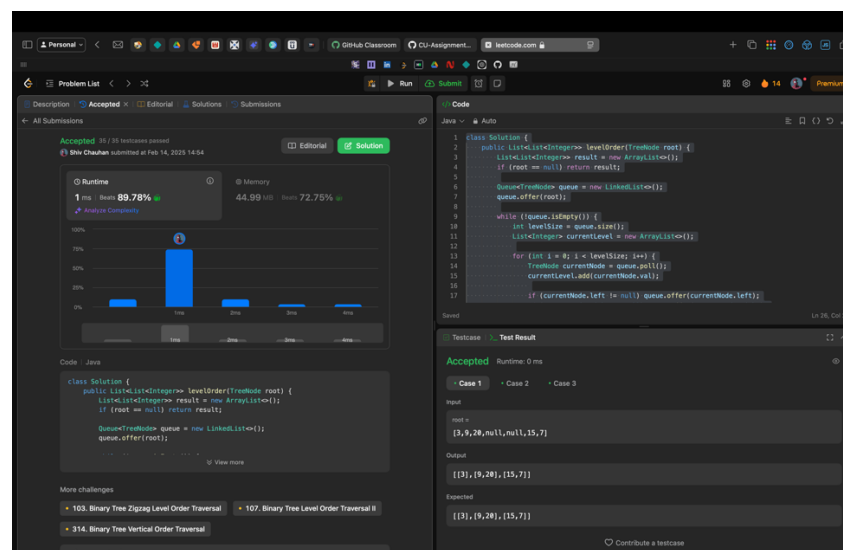 Personal
GitHub Classroom
CU-Assignment...
leetcode.com
Problem List
Run
Submit
14
Premium
Description
Accepted
Editorial
Solutions
Submissions
All Submissions
Accepted 35 / 35 testcases passed
Shiv Chauhan submitted at Feb 14, 2025 14:54
Editorial
Solution
Runtime
1 ms Beats 89.78%
Analyze Complexity
Memory
44.99 MB Beats 72.75%
100%
75%
50%
25%
0%
1ms
2ms
3ms
4ms
1ms
2ms
3ms
4ms
Code Java
class Solution {
public List<List<Integer>> levelOrder(TreeNode root) {
List<List<Integer>> result = new ArrayList<>();
if (root == null) return result;
Queue<TreeNode> queue = new LinkedList<>();
queue.offer(root);
View more
More challenges
103. Binary Tree Zigzag Level Order Traversal
107. Binary Tree Level Order Traversal II
314. Binary Tree Vertical Order Traversal
</> Code
Java
Auto
1 class Solution {
2 public List<List<Integer>> levelOrder(TreeNode root) {
3 List<List<Integer>> result = new ArrayList<>();
4 if (root == null) return result;
5
6 Queue<TreeNode> queue = new LinkedList<>();
7 queue.offer(root);
8
9 while (!queue.isEmpty()) {
10 int levelSize = queue.size();
11 List<Integer> currentLevel = new ArrayList<>();
12
13 for (int i = 0; i < levelSize; i++) {
14 TreeNode currentNode = queue.poll();
15 currentLevel.add(currentNode.val);
16
17 if (currentNode.left != null) queue.offer(currentNode.left);
Saved
Ln 26, Col
Testcase
Test Result
Accepted Runtime: 0 ms
Case 1
Case 2
Case 3
Input
root =
[3,9,20,null,null,15,7]
Output
[[3],[9,20],[15,7]]
Expected
[[3],[9,20],[15,7]]
Contribute a testcase